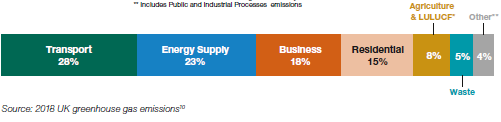 ** Includes Public and Industrial Processes emissions
Agriculture
& LULUCF*
Other**
Transport
28%
Energy Supply
23%
Business
18%
Residential
15%
8%
5%
4%
Waste
Source: 2018 UK greenhouse gas emissions¹⁰